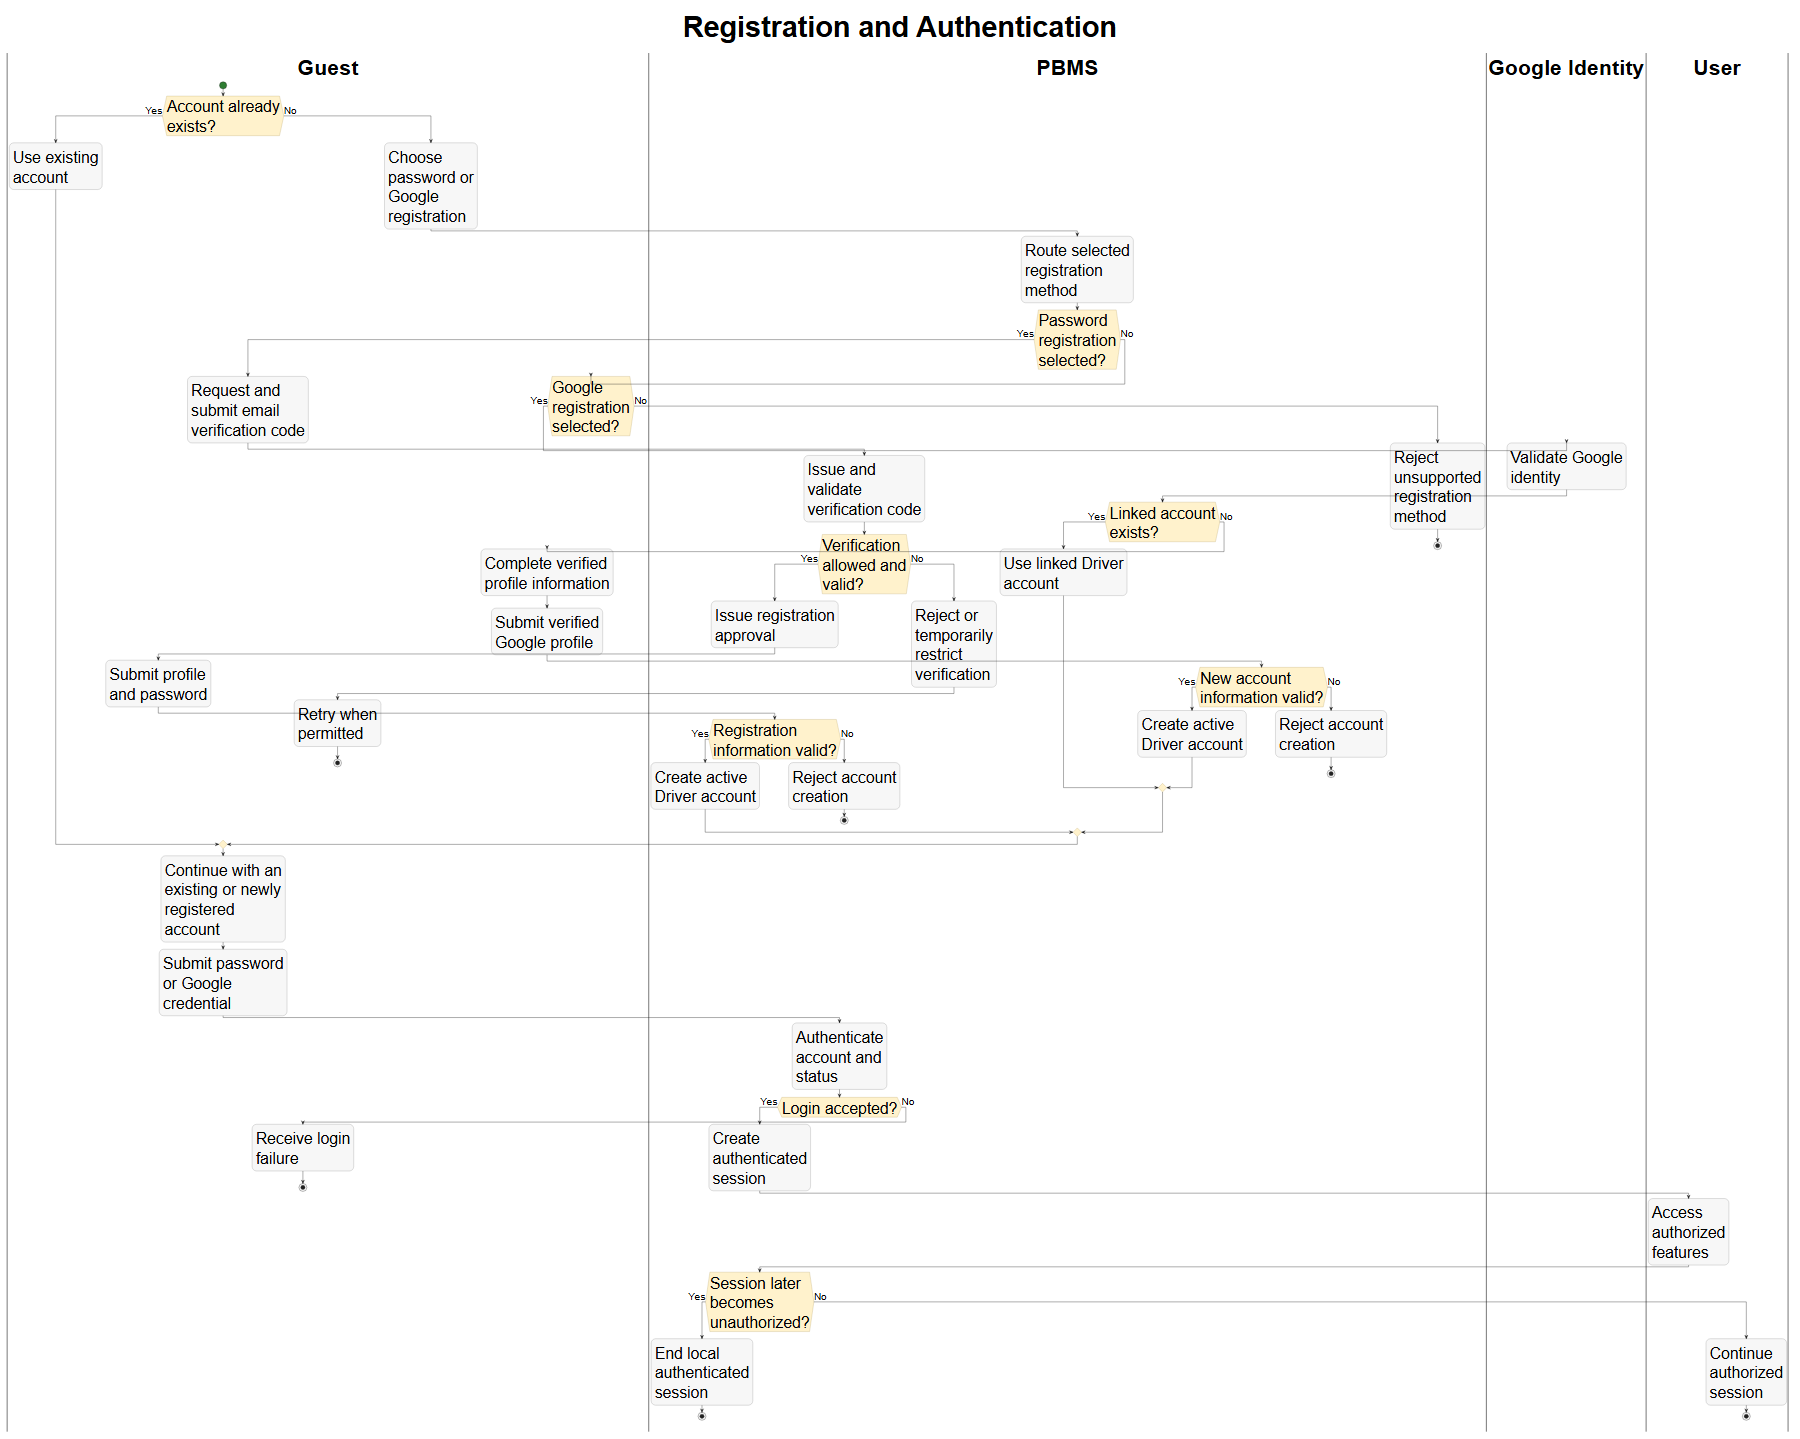 Registration and Authentication
Guest
PBMS
Google Identity
User
Account already
exists?
Yes
No
Use existing
account
Choose
password or
Google
registration
Route selected
registration
method
Password
registration
selected?
Yes
No
Request and
submit email
verification code
Google
registration
selected?
Yes
No
Reject
unsupported
registration
method
Validate Google
identity
Issue and
validate
verification code
Linked account
exists?
Yes
No
Verification
allowed and
valid?
Yes
No
Complete verified
profile information
Use linked Driver
account
Submit verified
Google profile
Issue registration
approval
Reject or
temporarily
restrict
verification
Submit profile
and password
New account
information valid?
Yes
No
Retry when
permitted
Create active
Driver account
Reject account
creation
Registration
information valid?
Yes
No
Create active
Driver account
Reject account
creation
Continue with an
existing or newly
registered
account
Submit password
or Google
credential
Authenticate
account and
status
Login accepted?
Yes
No
Receive login
failure
Create
authenticated
session
Access
authorized
features
Session later
becomes
unauthorized?
Yes
No
End local
authenticated
session
Continue
authorized
session